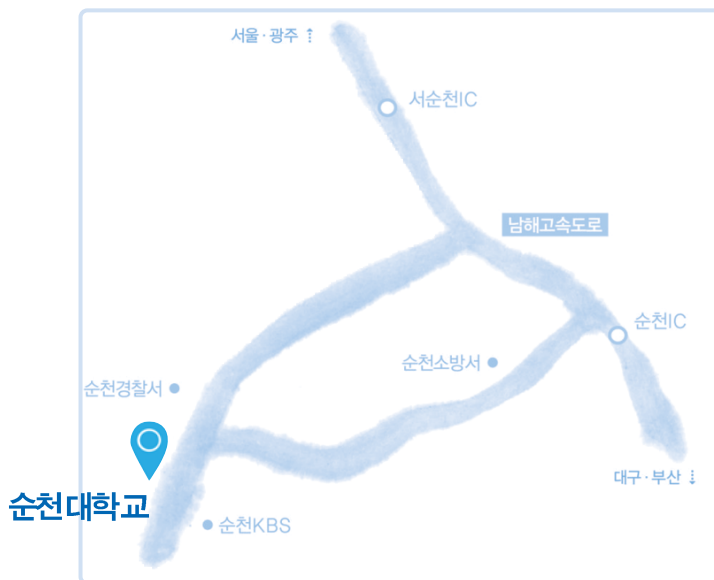 서울·광주 ⇡
서순천IC
남해고속도로
순천IC
순천소방서
순천경찰서
대구·부산 ⇣
순천대학교
순천KBS